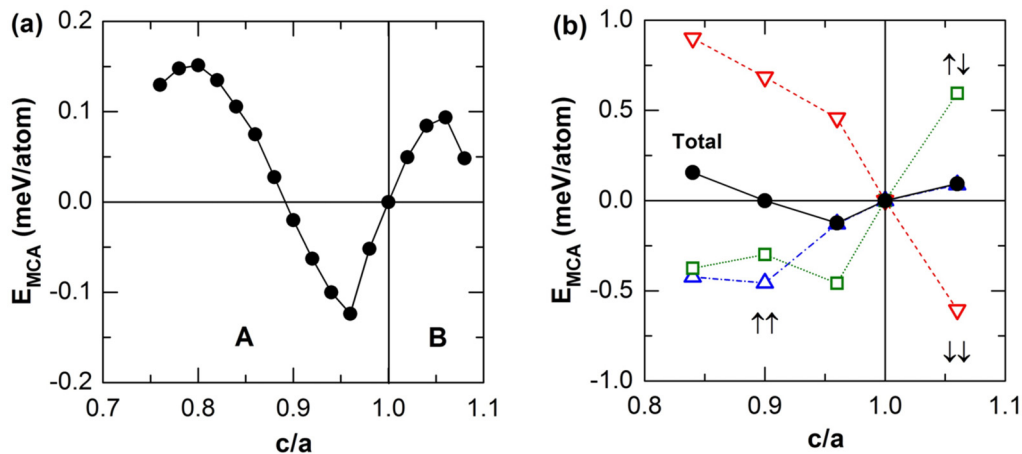 (a)
0.2
0.1
0.0
-0.1
-0.2
E_MCA (meV/atom)
A
B
0.7
0.8
0.9
1.0
1.1
c/a
(b)
1.0
0.5
0.0
-0.5
-1.0
E_MCA (meV/atom)
↑↓
Total
↑↑
↓↓
0.8
0.9
1.0
1.1
c/a